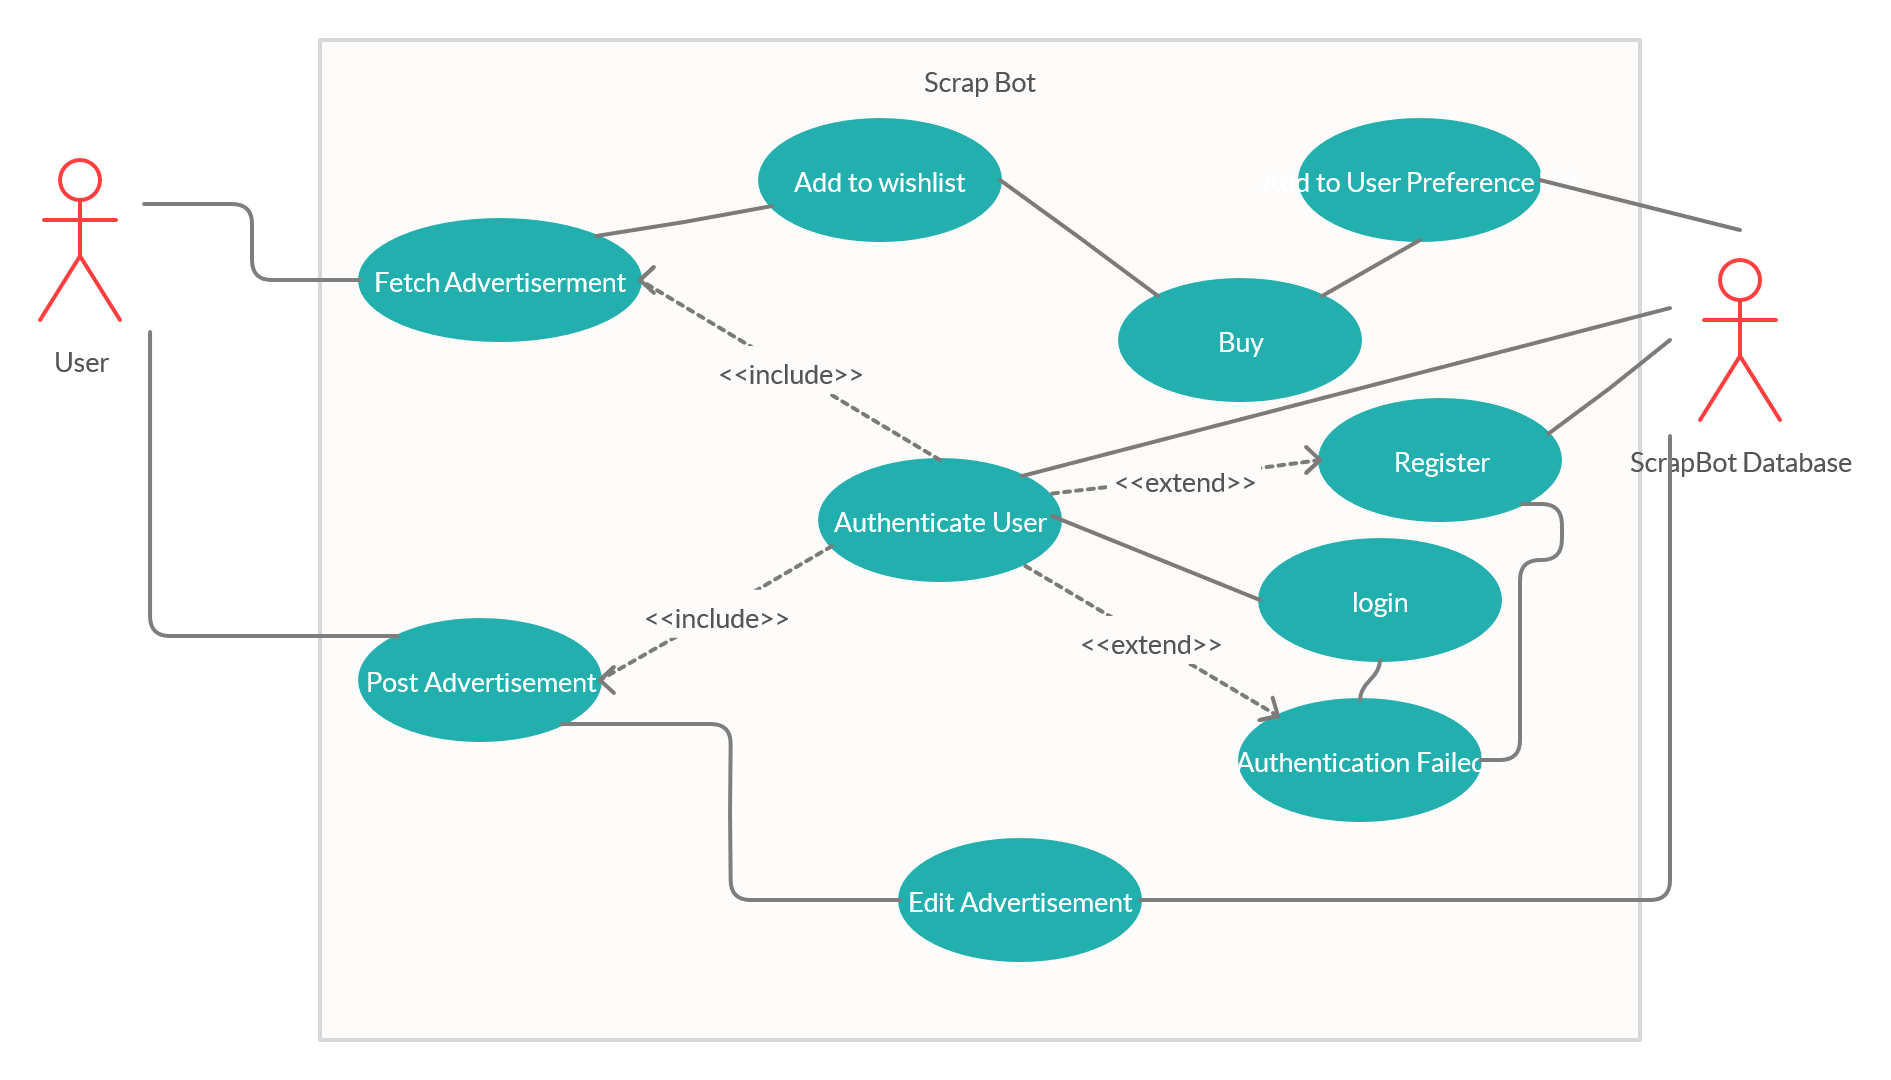 Scrap Bot
Add to wishlist
Add to User Preference
Fetch Advertiserment
User
Buy
<<include>>
Register
ScrapBot Database
<<extend>>
Authenticate User
login
<<include>>
<<extend>>
Post Advertisement
Authentication Failed
Edit Advertisement